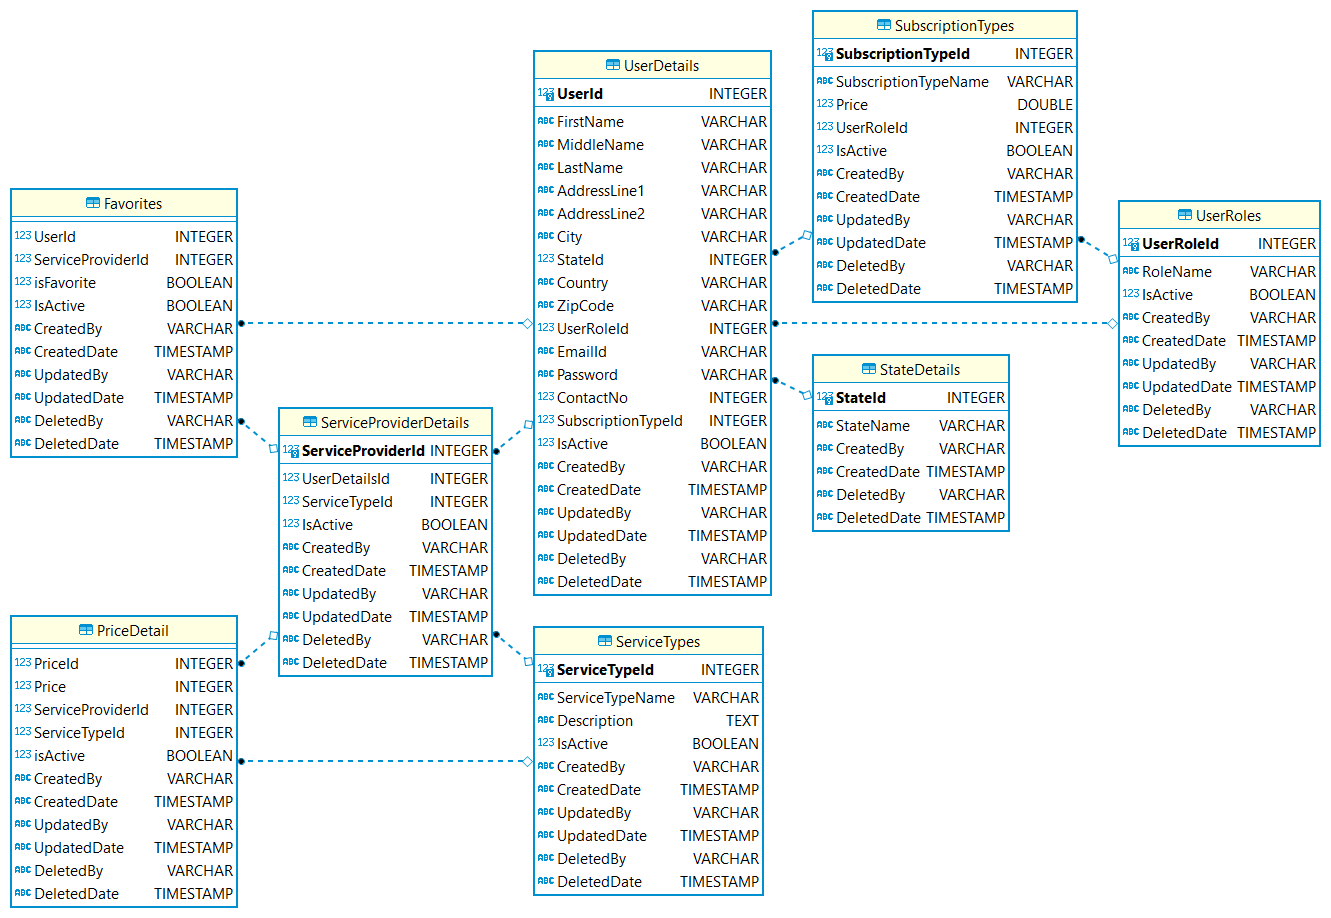 SubscriptionTypes
SubscriptionTypeId INTEGER
SubscriptionTypeName VARCHAR
Price DOUBLE
UserRoleId INTEGER
IsActive BOOLEAN
CreatedBy VARCHAR
CreatedDate TIMESTAMP
UpdatedBy VARCHAR
UpdatedDate TIMESTAMP
DeletedBy VARCHAR
DeletedDate TIMESTAMP
UserDetails
UserId INTEGER
FirstName VARCHAR
MiddleName VARCHAR
LastName VARCHAR
AddressLine1 VARCHAR
AddressLine2 VARCHAR
City VARCHAR
StateId INTEGER
Country VARCHAR
ZipCode VARCHAR
UserRoleId INTEGER
EmailId VARCHAR
Password VARCHAR
ContactNo INTEGER
SubscriptionTypeId INTEGER
IsActive BOOLEAN
CreatedBy VARCHAR
CreatedDate TIMESTAMP
UpdatedBy VARCHAR
UpdatedDate TIMESTAMP
DeletedBy VARCHAR
DeletedDate TIMESTAMP
Favorites
UserId INTEGER
ServiceProviderId INTEGER
isFavorite BOOLEAN
IsActive BOOLEAN
CreatedBy VARCHAR
CreatedDate TIMESTAMP
UpdatedBy VARCHAR
UpdatedDate TIMESTAMP
DeletedBy VARCHAR
DeletedDate TIMESTAMP
UserRoles
UserRoleId INTEGER
RoleName VARCHAR
IsActive BOOLEAN
CreatedBy VARCHAR
CreatedDate TIMESTAMP
UpdatedBy VARCHAR
UpdatedDate TIMESTAMP
DeletedBy VARCHAR
DeletedDate TIMESTAMP
StateDetails
StateId INTEGER
StateName VARCHAR
CreatedBy VARCHAR
CreatedDate TIMESTAMP
DeletedBy VARCHAR
DeletedDate TIMESTAMP
ServiceProviderDetails
ServiceProviderId INTEGER
UserDetailsId INTEGER
ServiceTypeId INTEGER
IsActive BOOLEAN
CreatedBy VARCHAR
CreatedDate TIMESTAMP
UpdatedBy VARCHAR
UpdatedDate TIMESTAMP
DeletedBy VARCHAR
DeletedDate TIMESTAMP
PriceDetail
PriceId INTEGER
Price INTEGER
ServiceProviderId INTEGER
ServiceTypeId INTEGER
isActive BOOLEAN
CreatedBy VARCHAR
CreatedDate TIMESTAMP
UpdatedBy VARCHAR
UpdatedDate TIMESTAMP
DeletedBy VARCHAR
DeletedDate TIMESTAMP
ServiceTypes
ServiceTypeId INTEGER
ServiceTypeName VARCHAR
Description TEXT
IsActive BOOLEAN
CreatedBy VARCHAR
CreatedDate TIMESTAMP
UpdatedBy VARCHAR
UpdatedDate TIMESTAMP
DeletedBy VARCHAR
DeletedDate TIMESTAMP